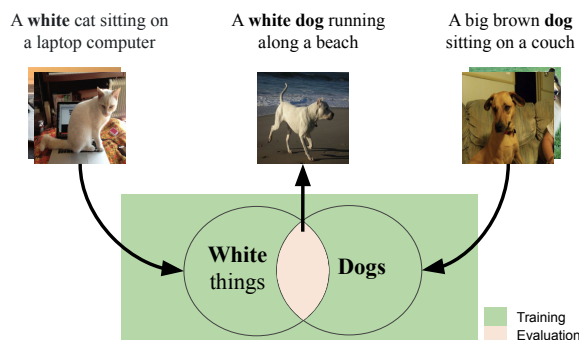 A white cat sitting on
a laptop computer
A white dog running
along a beach
A big brown dog
sitting on a couch
White
things
Dogs
Training
Evaluation